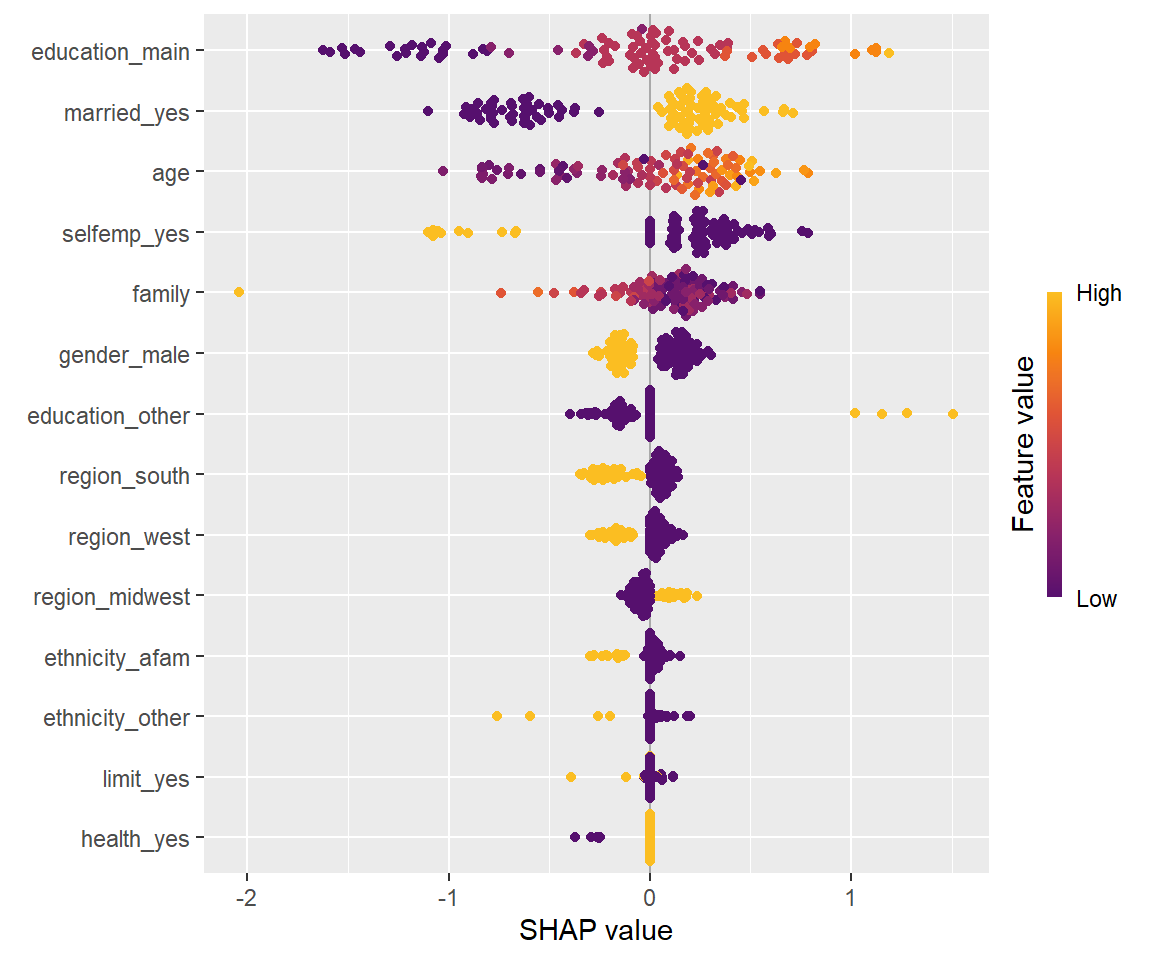 education_main
married_yes
age
selfemp_yes
family
gender_male
education_other
region_south
region_west
region_midwest
ethnicity_afam
ethnicity_other
limit_yes
health_yes
-2
-1
0
1
SHAP value
Feature value
High
Low